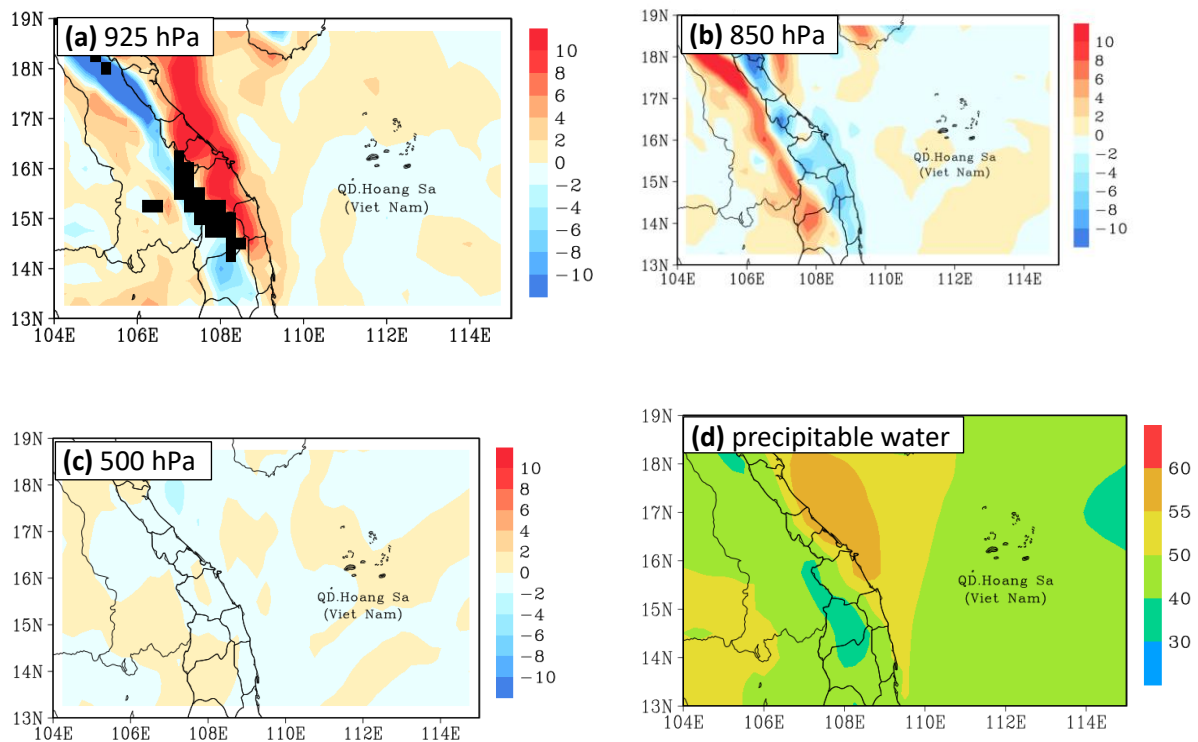 (a) 925 hPa
19N
18N
17N
16N
15N
14N
13N
104E 106E 108E 110E 112E 114E
QĐ.Hoang Sa
(Viet Nam)
10
8
6
4
2
0
−2
−4
−6
−8
−10
(b) 850 hPa
19N
18N
17N
16N
15N
14N
13N
104E 106E 108E 110E 112E 114E
QĐ.Hoang Sa
(Viet Nam)
10
8
6
4
2
0
−2
−4
−6
−8
−10
(c) 500 hPa
19N
18N
17N
16N
15N
14N
13N
104E 106E 108E 110E 112E 114E
QĐ.Hoang Sa
(Viet Nam)
10
8
6
4
2
0
−2
−4
−6
−8
−10
(d) precipitable water
19N
18N
17N
16N
15N
14N
13N
104E 106E 108E 110E 112E 114E
QĐ.Hoang Sa
(Viet Nam)
60
55
50
40
30